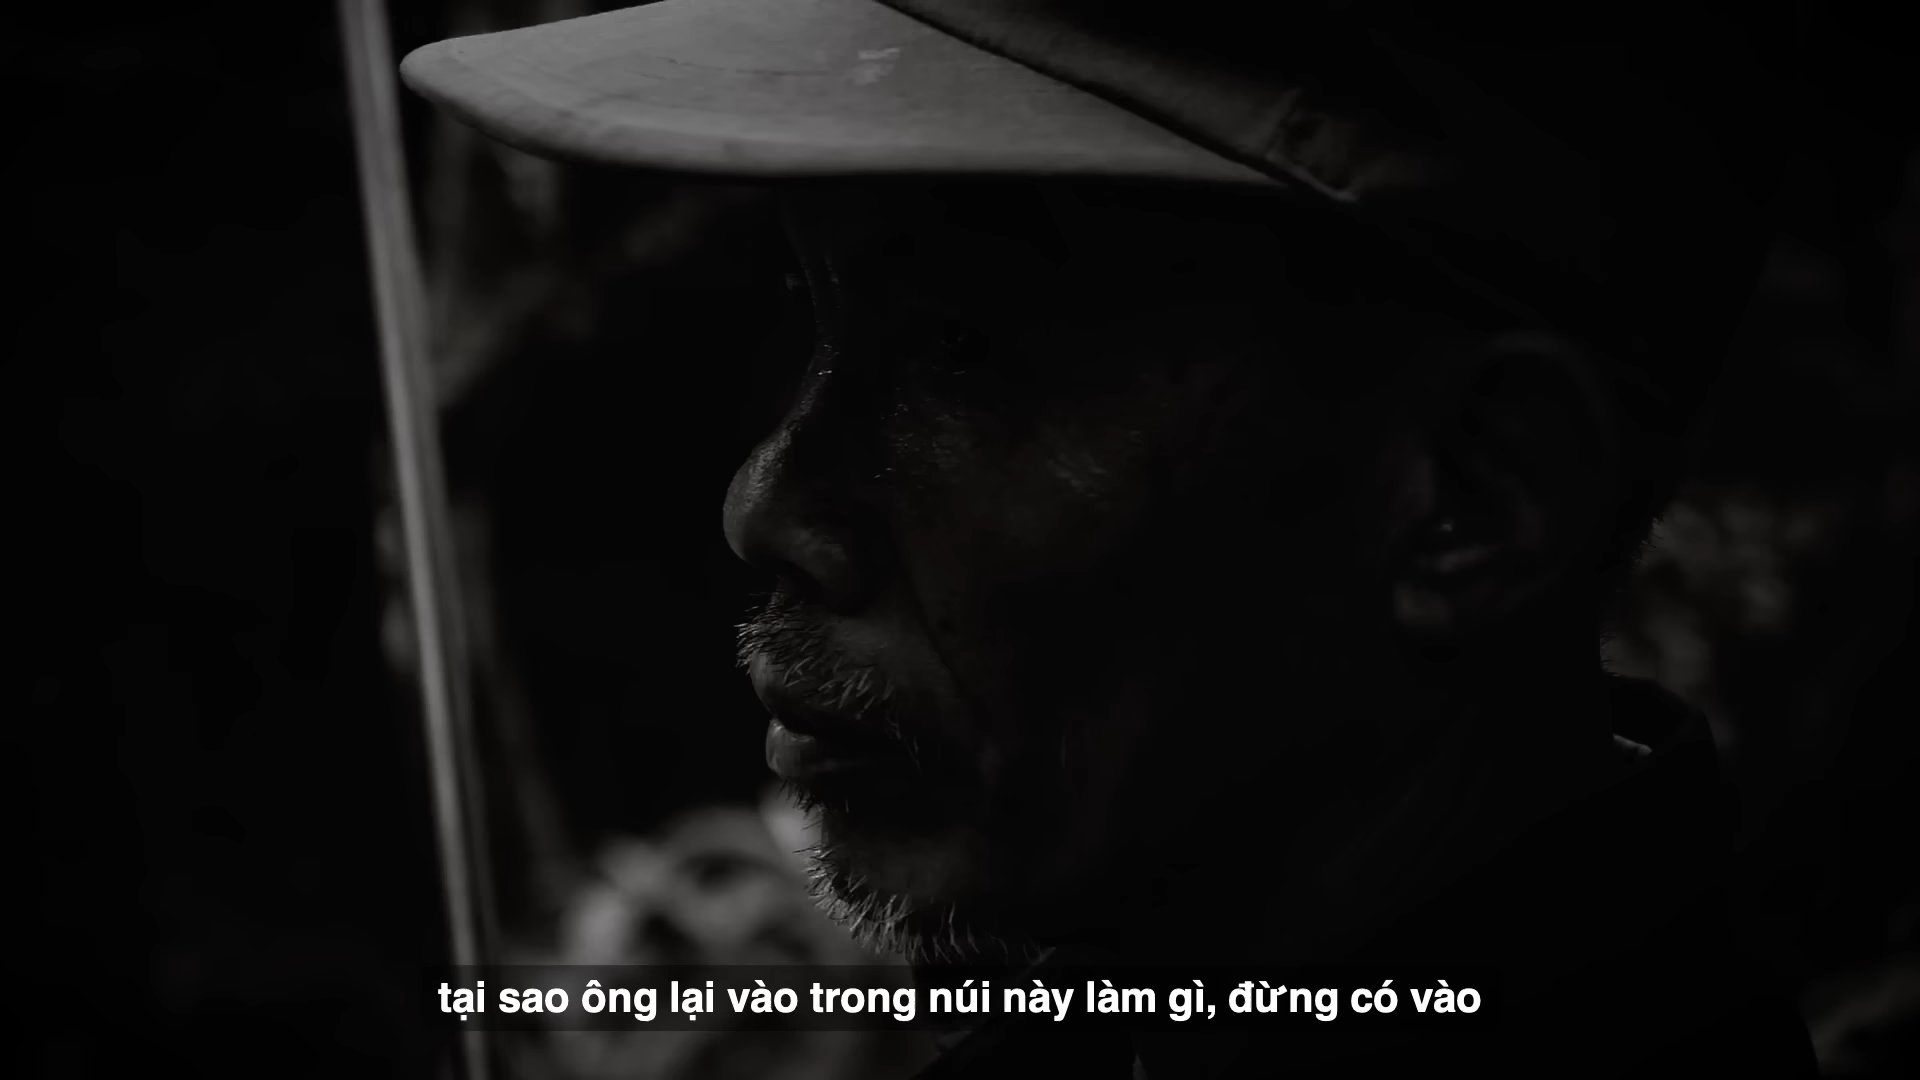 tại sao ông lại vào trong núi này làm gì, đừng có vào